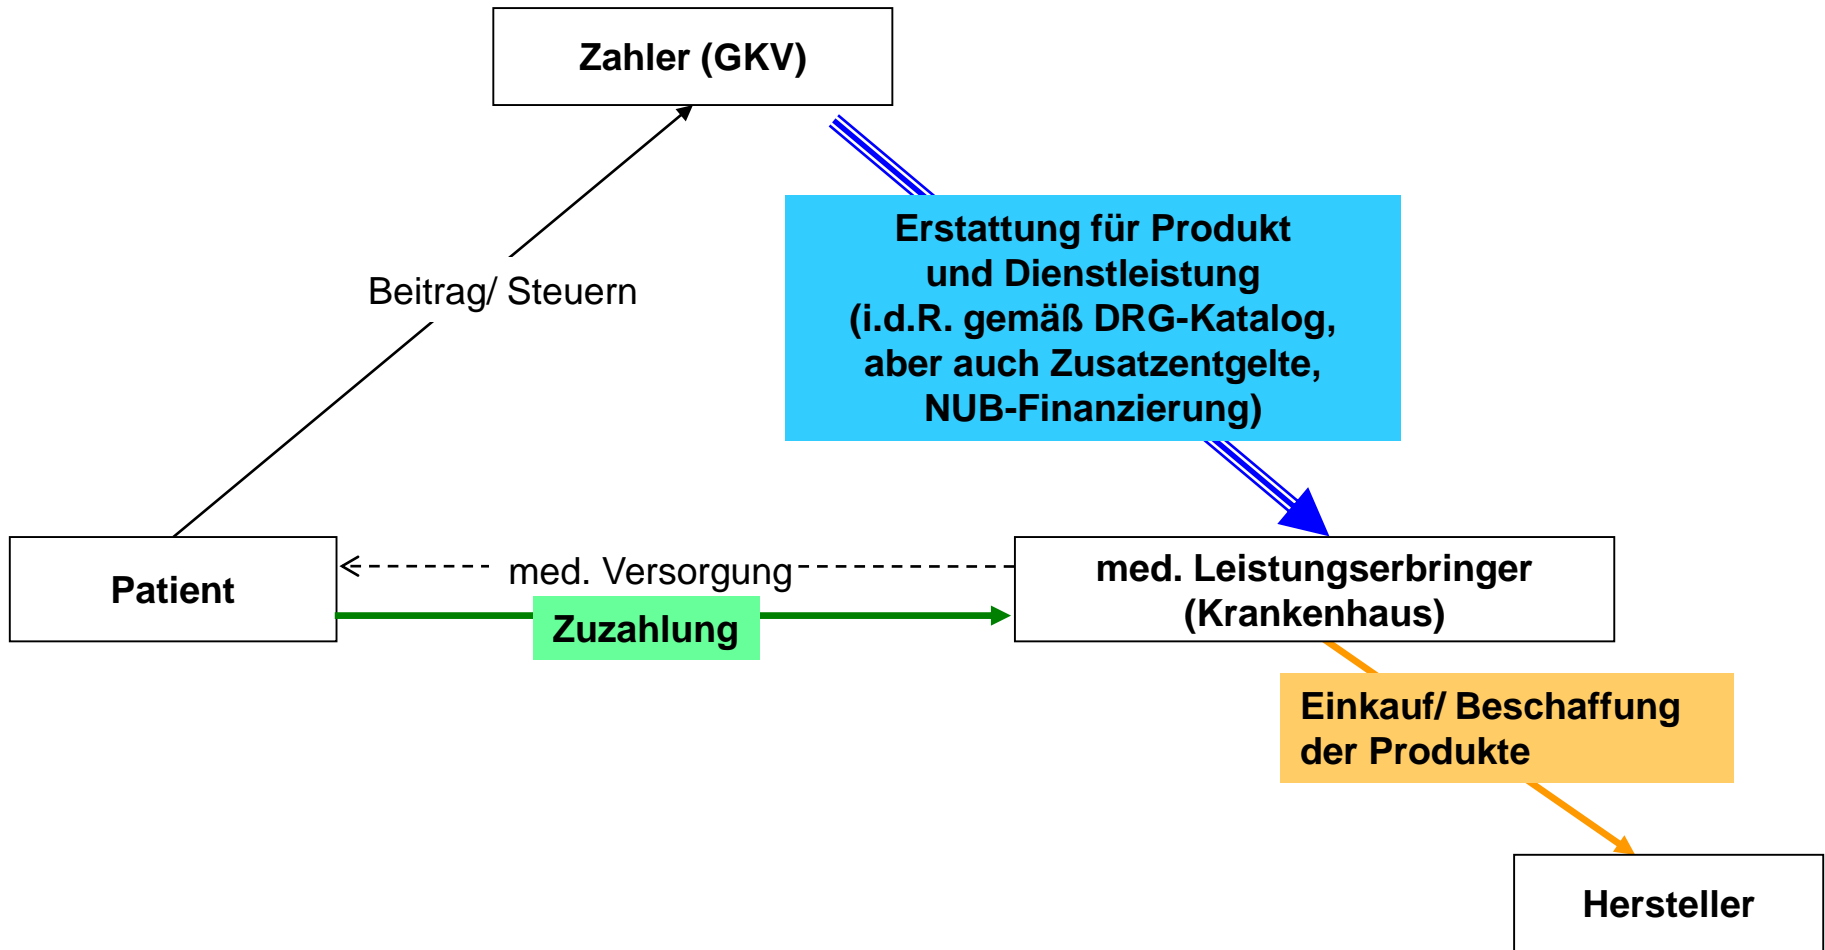 Zahler (GKV)
Erstattung für Produkt
und Dienstleistung
(i.d.R. gemäß DRG-Katalog,
aber auch Zusatzentgelte,
NUB-Finanzierung)
Beitrag/ Steuern
Patient
med. Versorgung
Zuzahlung
med. Leistungserbringer
(Krankenhaus)
Einkauf/ Beschaffung
der Produkte
Hersteller